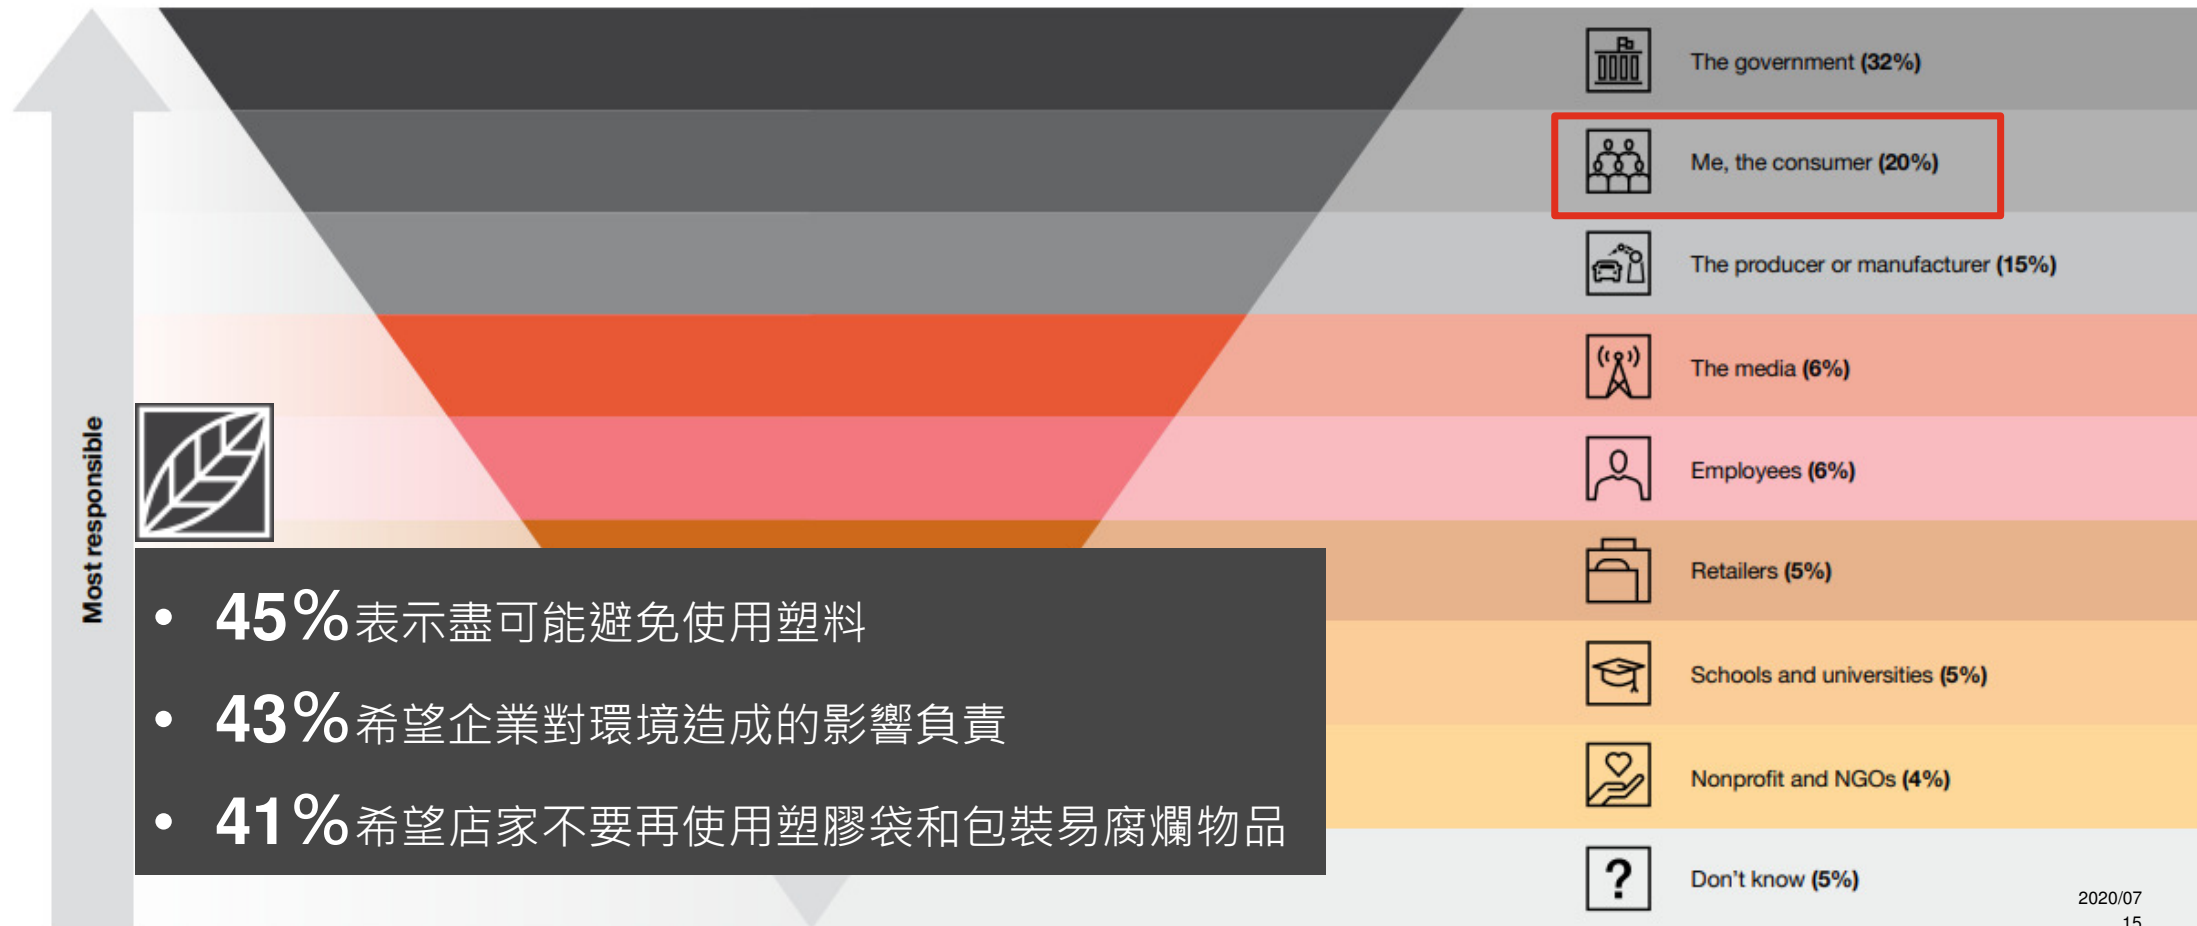 The government (32%)
Me, the consumer (20%)
The producer or manufacturer (15%)
The media (6%)
Employees (6%)
Retailers (5%)
Schools and universities (5%)
Nonprofit and NGOs (4%)
Don't know (5%)
Most responsible
• 45%表示盡可能避免使用塑料
• 43%希望企業對環境造成的影響負責
• 41%希望店家不要再使用塑膠袋和包裝易腐爛物品
?
2020/07
15